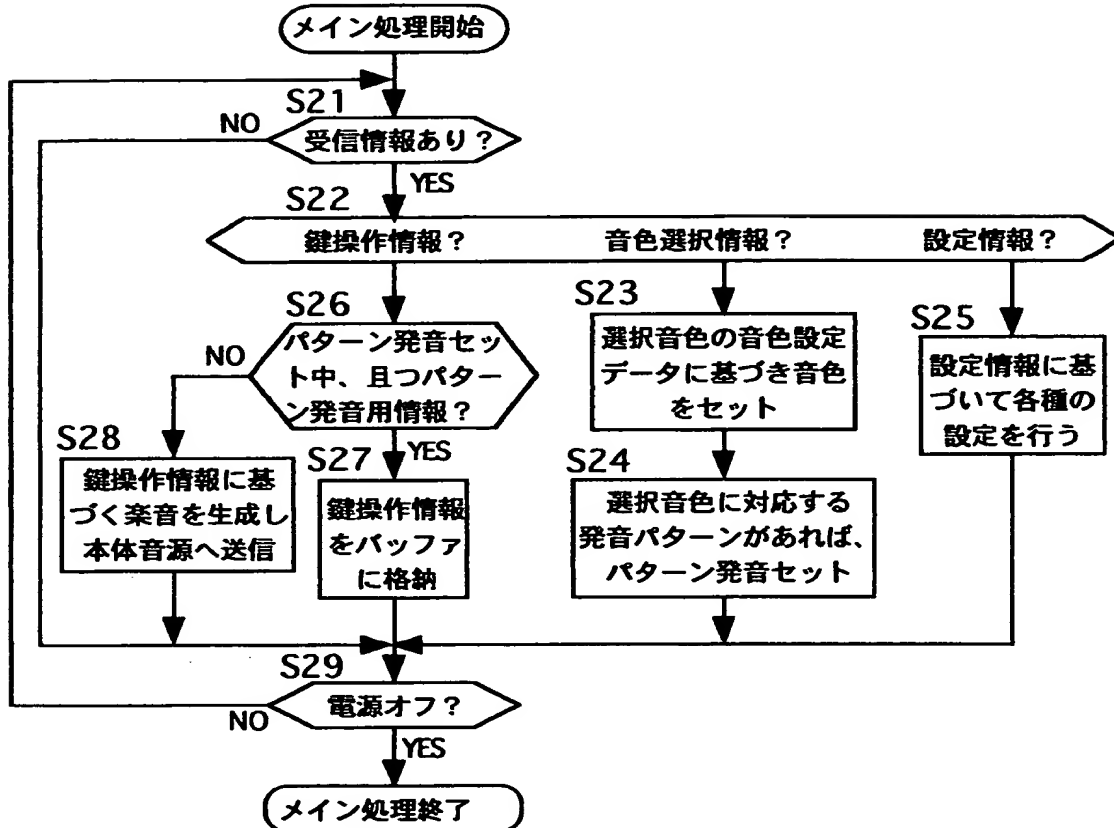 メイン処理開始
S21
NO
受信情報あり?
YES
S22
鍵操作情報?
音色選択情報?
設定情報?
S26
NO
パターン発音セッ
ト中、且つパター
ン発音用情報?
YES
S23
選択音色の音色設定
データに基づき音色
をセット
S25
設定情報に基
づいて各種の
設定を行う
S28
鍵操作情報に基
づく楽音を生成し
本体音源へ送信
S27
鍵操作情報
をバッファ
に格納
S24
選択音色に対応する
発音パターンがあれば、
パターン発音セット
S29
電源オフ?
NO
YES
メイン処理終了